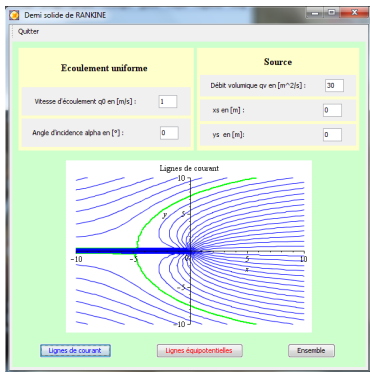 Demi solide de RANKINE
Quitter
Ecoulement uniforme
Vitesse d'écoulement q0 en [m/s] : 1
Angle d'incidence alpha en [°] : 0
Source
Débit volumique qv en [m^2/s] : 30
xs en [m] : 0
ys en [m]: 0
Lignes de courant
10
y 5
-10 -5 0 5 10
x
-5
-10
Lignes de courant Lignes équipotentielles Ensemble